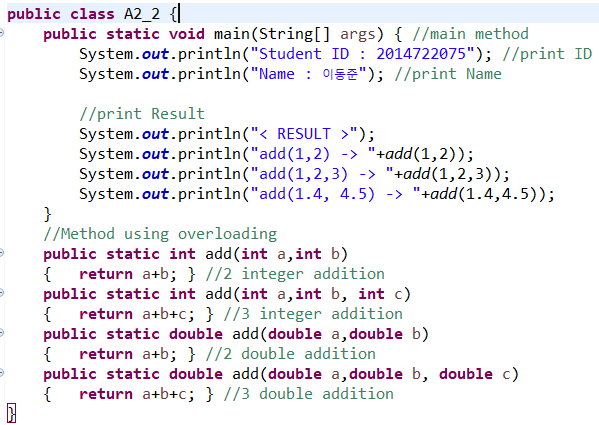 public class A2_2 {
public static void main(String[] args) { //main method
System.out.println("Student ID : 2014722075"); //print ID
System.out.println("Name : 이동준"); //print Name
//print Result
System.out.println("< RESULT >");
System.out.println("add(1,2) -> "+add(1,2));
System.out.println("add(1,2,3) -> "+add(1,2,3));
System.out.println("add(1.4, 4.5) -> "+add(1.4,4.5));
}
//Method using overloading
public static int add(int a,int b)
{ return a+b; } //2 integer addition
public static int add(int a,int b, int c)
{ return a+b+c; } //3 integer addition
public static double add(double a,double b)
{ return a+b; } //2 double addition
public static double add(double a,double b, double c)
{ return a+b+c; } //3 double addition
}